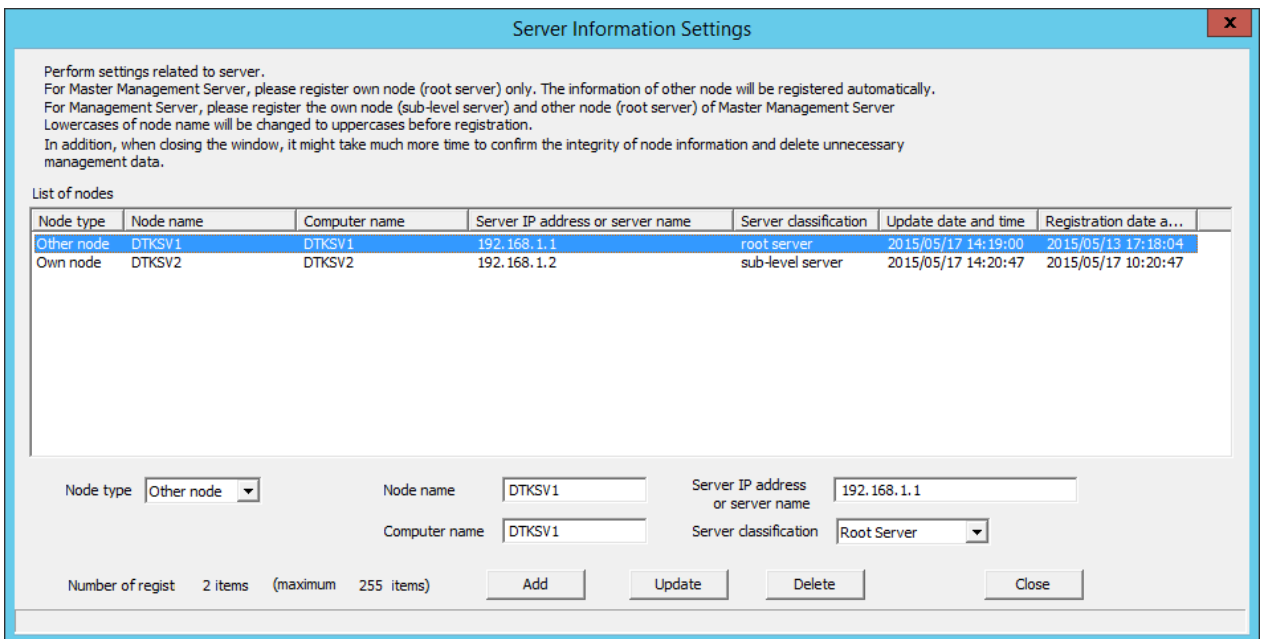 Server Information Settings
x
Perform settings related to server.
For Master Management Server, please register own node (root server) only. The information of other node will be registered automatically.
For Management Server, please register the own node (sub-level server) and other node (root server) of Master Management Server
Lowercases of node name will be changed to uppercases before registration.
In addition, when closing the window, it might take much more time to confirm the integrity of node information and delete unnecessary
management data.
List of nodes
Node type Node name Computer name Server IP address or server name Server classification Update date and time Registration date a...
Other node DTKSV1 DTKSV1 192.168.1.1 root server 2015/05/17 14:19:00 2015/05/13 17:18:04
Own node DTKSV2 DTKSV2 192.168.1.2 sub-level server 2015/05/17 14:20:47 2015/05/17 10:20:47
Node type Other node Node name DTKSV1 Server IP address 192.168.1.1
or server name
Computer name DTKSV1 Server classification Root Server
Number of regist 2 items (maximum 255 items) Add Update Delete Close